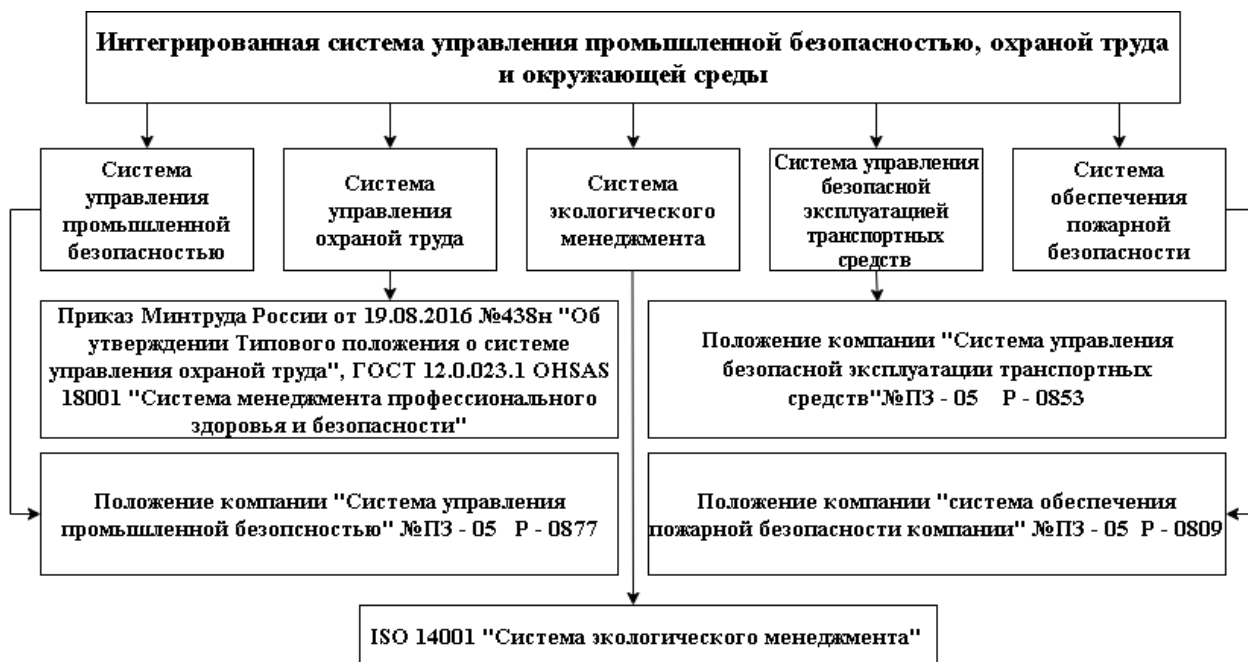 Интегрированная система управления промышленной безопасностью, охраной труда
и окружающей среды
Система
управления
промышленной
безопасностью
Система
управления
охраной труда
Система
экологического
менеджмента
Система управления
безопасной
эксплуатацией
транспортных
средств
Система
обеспечения
пожарной
безопасности
Приказ Минтруда России от 19.08.2016 №438н "Об
утверждении Типового положения о системе
управления охраной труда", ГОСТ 12.0.023.1 OHSAS
18001 "Система менеджмента профессионального
здоровья и безопасности"
Положение компании "Система управления
безопасной эксплуатации транспортных
средств"№ПЗ - 05 Р - 0853
Положение компании "Система управления
промышленной безопсностью" №ПЗ - 05 Р - 0877
Положение компании "система обеспечения
пожарной безопасности компании" №ПЗ - 05 Р - 0809
ISO 14001 "Система экологического менеджмента"